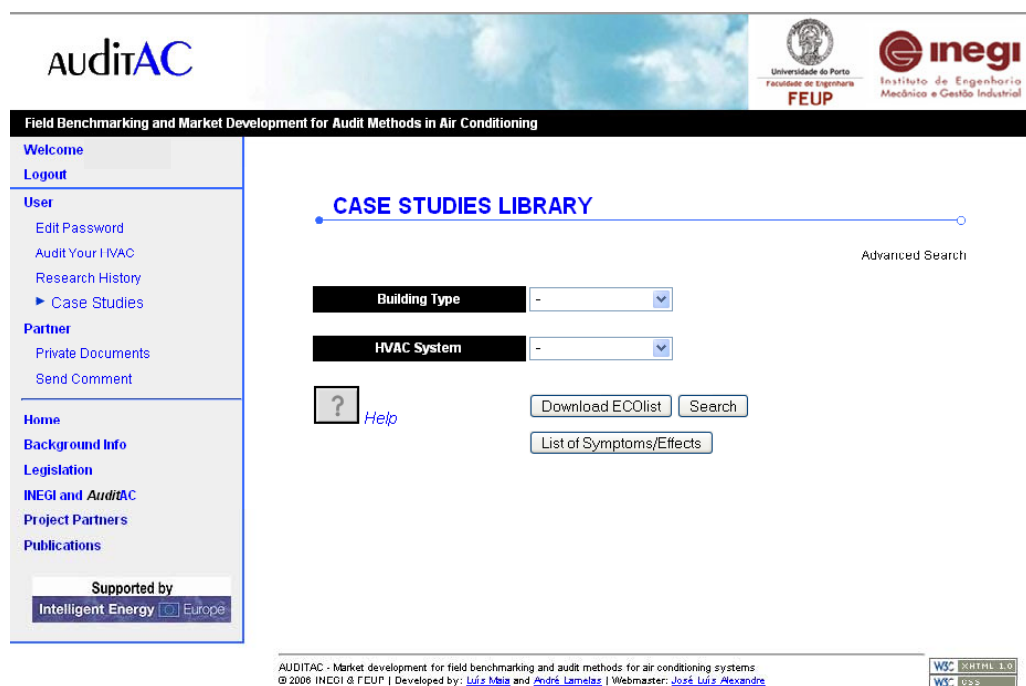 AUDITAC
Universidade do Porto
Faculdade de Engenharia
FEUP
inegi
Instituto de Engenharia
Mecânica e Gestão Industrial
Field Benchmarking and Market Development for Audit Methods in Air Conditioning
Welcome
Logout
User
Edit Password
Audit Your HVAC
Research History
Case Studies
Partner
Private Documents
Send Comment
Home
Background Info
Legislation
INEGI and AuditAC
Project Partners
Publications
Supported by
Intelligent Energy Europe
CASE STUDIES LIBRARY
Advanced Search
Building Type -
HVAC System -
? Help
Download ECOlist Search
List of Symptoms/Effects
AUDITAC - Market development for field benchmarking and audit methods for air conditioning systems
@ 2006 INEGI & FEUP | Developed by: Luís Maia and André Lamelas | Webmaster: José Luís Alexandre
W3C XHTML 1.0
W3C CSS